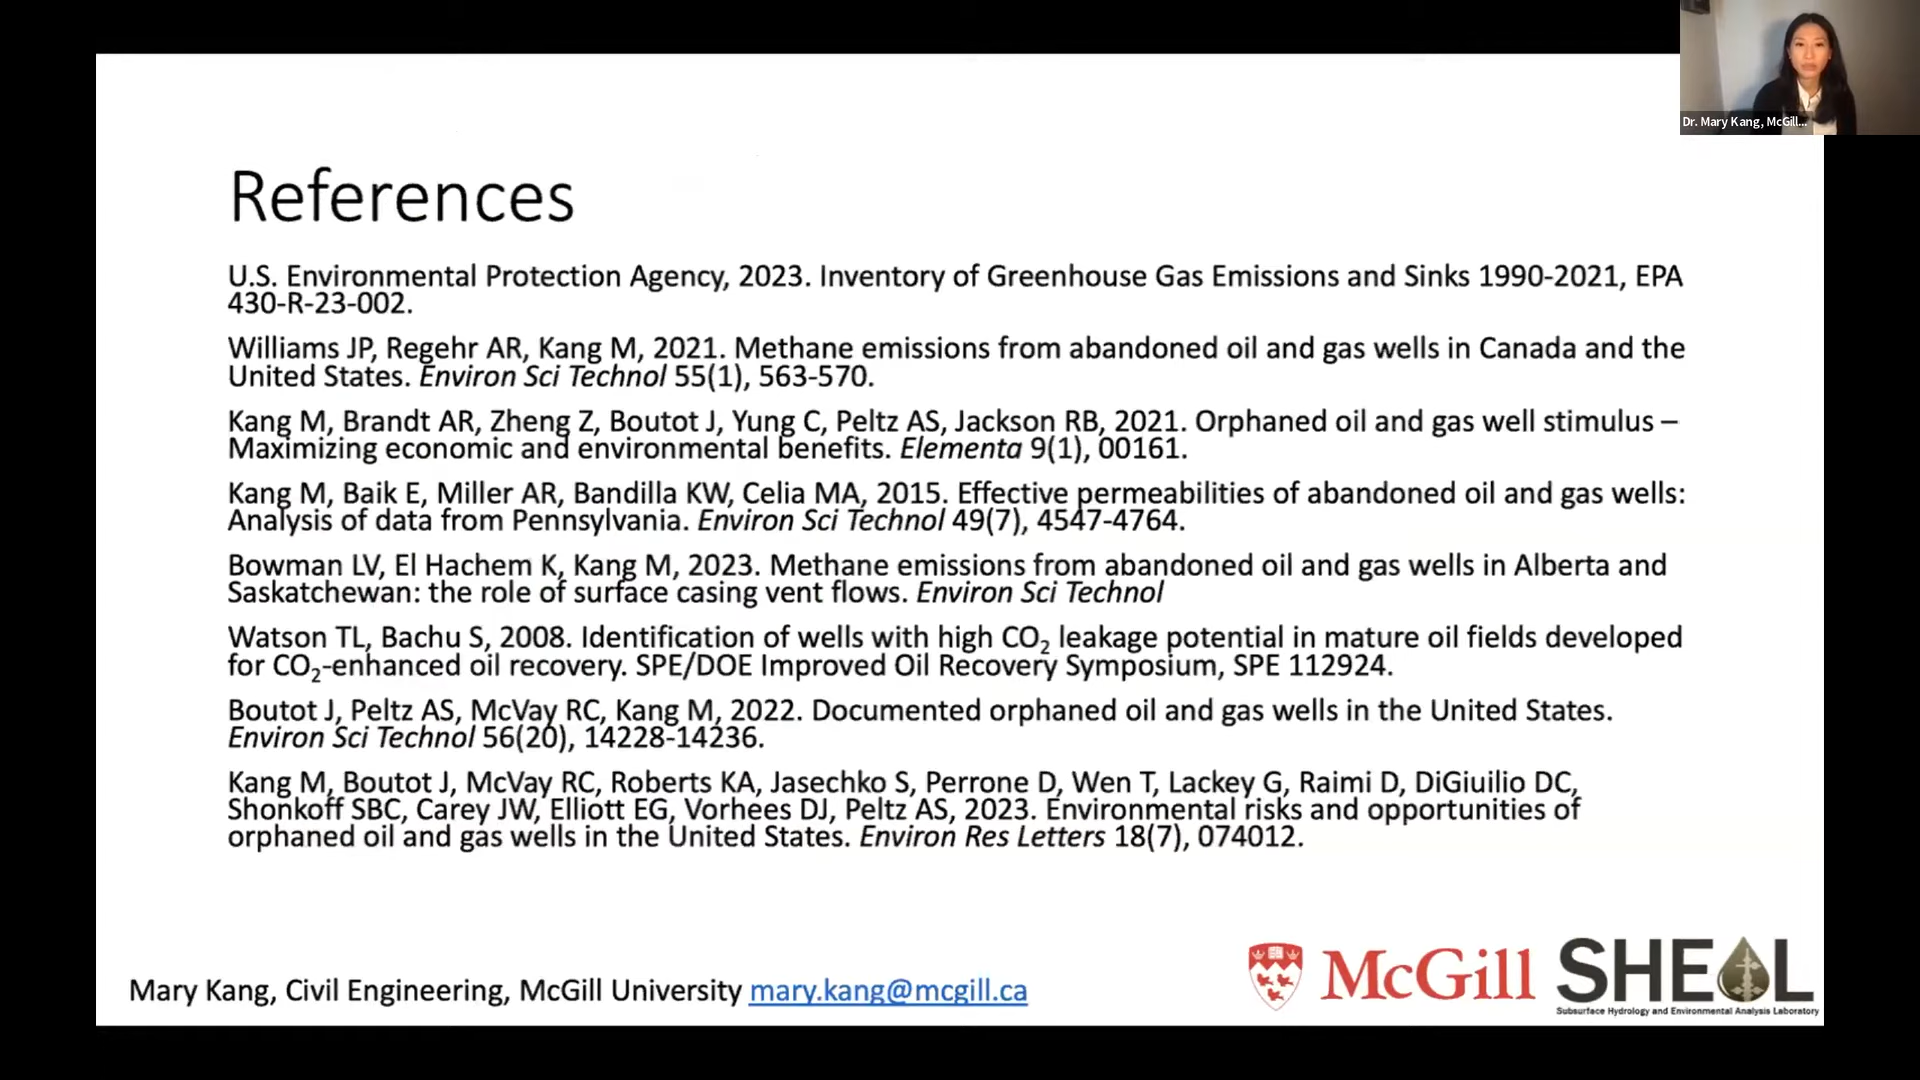 Dr. Mary Kang, McGill...
References
U.S. Environmental Protection Agency, 2023. Inventory of Greenhouse Gas Emissions and Sinks 1990-2021, EPA
430-R-23-002.
Williams JP, Regehr AR, Kang M, 2021. Methane emissions from abandoned oil and gas wells in Canada and the
United States. Environ Sci Technol 55(1), 563-570.
Kang M, Brandt AR, Zheng Z, Boutot J, Yung C, Peltz AS, Jackson RB, 2021. Orphaned oil and gas well stimulus –
Maximizing economic and environmental benefits. Elementa 9(1), 00161.
Kang M, Baik E, Miller AR, Bandilla KW, Celia MA, 2015. Effective permeabilities of abandoned oil and gas wells:
Analysis of data from Pennsylvania. Environ Sci Technol 49(7), 4547-4764.
Bowman LV, El Hachem K, Kang M, 2023. Methane emissions from abandoned oil and gas wells in Alberta and
Saskatchewan: the role of surface casing vent flows. Environ Sci Technol
Watson TL, Bachu S, 2008. Identification of wells with high CO₂ leakage potential in mature oil fields developed
for CO₂-enhanced oil recovery. SPE/DOE Improved Oil Recovery Symposium, SPE 112924.
Boutot J, Peltz AS, McVay RC, Kang M, 2022. Documented orphaned oil and gas wells in the United States.
Environ Sci Technol 56(20), 14228-14236.
Kang M, Boutot J, McVay RC, Roberts KA, Jasechko S, Perrone D, Wen T, Lackey G, Raimi D, DiGiuilio DC,
Shonkoff SBC, Carey JW, Elliott EG, Vorhees DJ, Peltz AS, 2023. Environmental risks and opportunities of
orphaned oil and gas wells in the United States. Environ Res Letters 18(7), 074012.
Mary Kang, Civil Engineering, McGill University mary.kang@mcgill.ca
McGill
SHEAL
Subsurface Hydrology and Environmental Analysis Laboratory